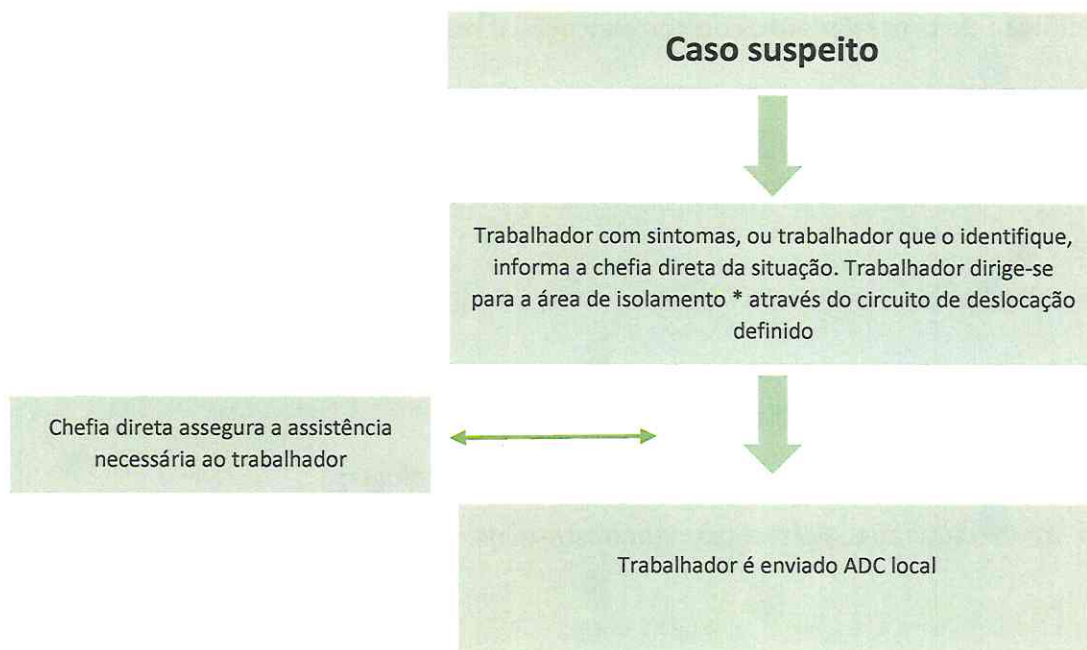 Caso suspeito
Trabalhador com sintomas, ou trabalhador que o identifique,
informa a chefia direta da situação. Trabalhador dirige-se
para a área de isolamento * através do circuito de deslocação
definido
Chefia direta assegura a assistência
necessária ao trabalhador
Trabalhador é enviado ADC local